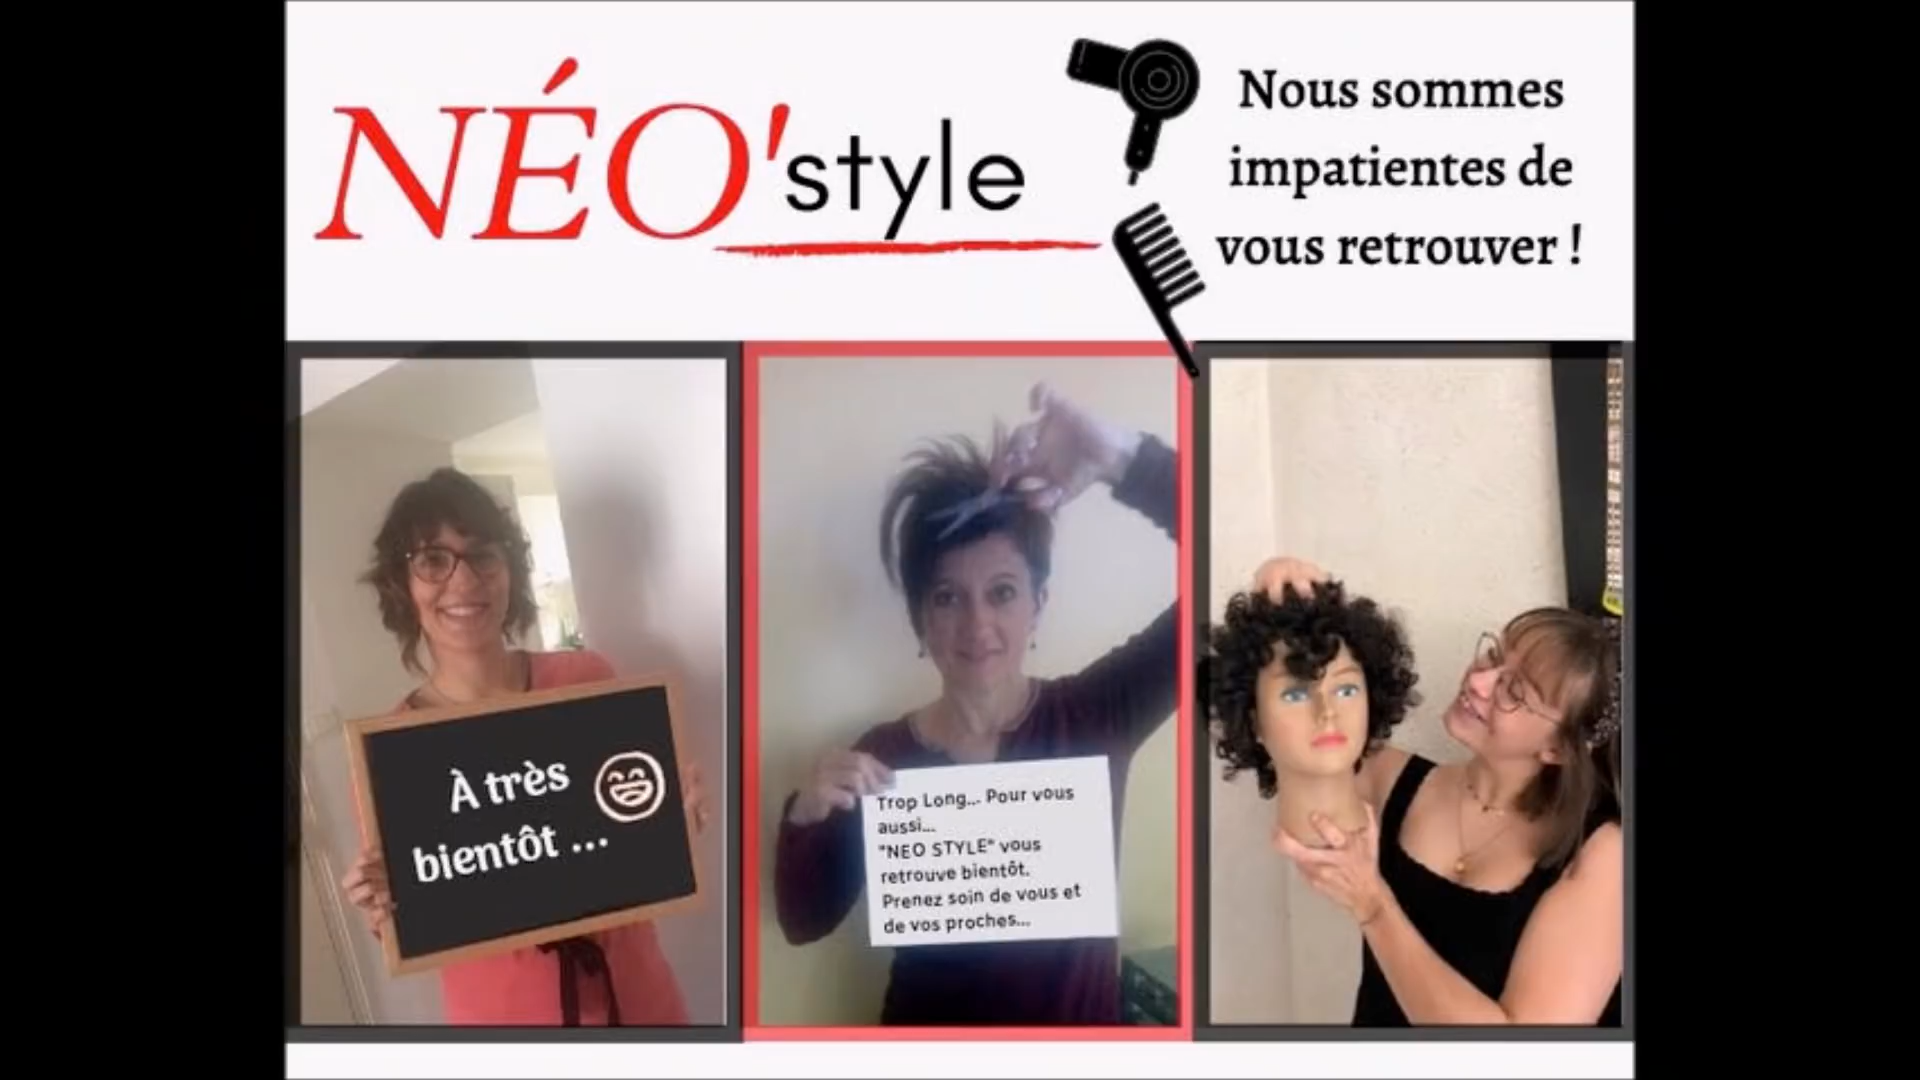 NÉO'style
Nous sommes
impatientes de
vous retrouver !
À très
bientôt ...
Trop Long... Pour vous
aussi...
"NEO STYLE" vous
retrouve bientôt.
Prenez soin de vous et
de vos proches...